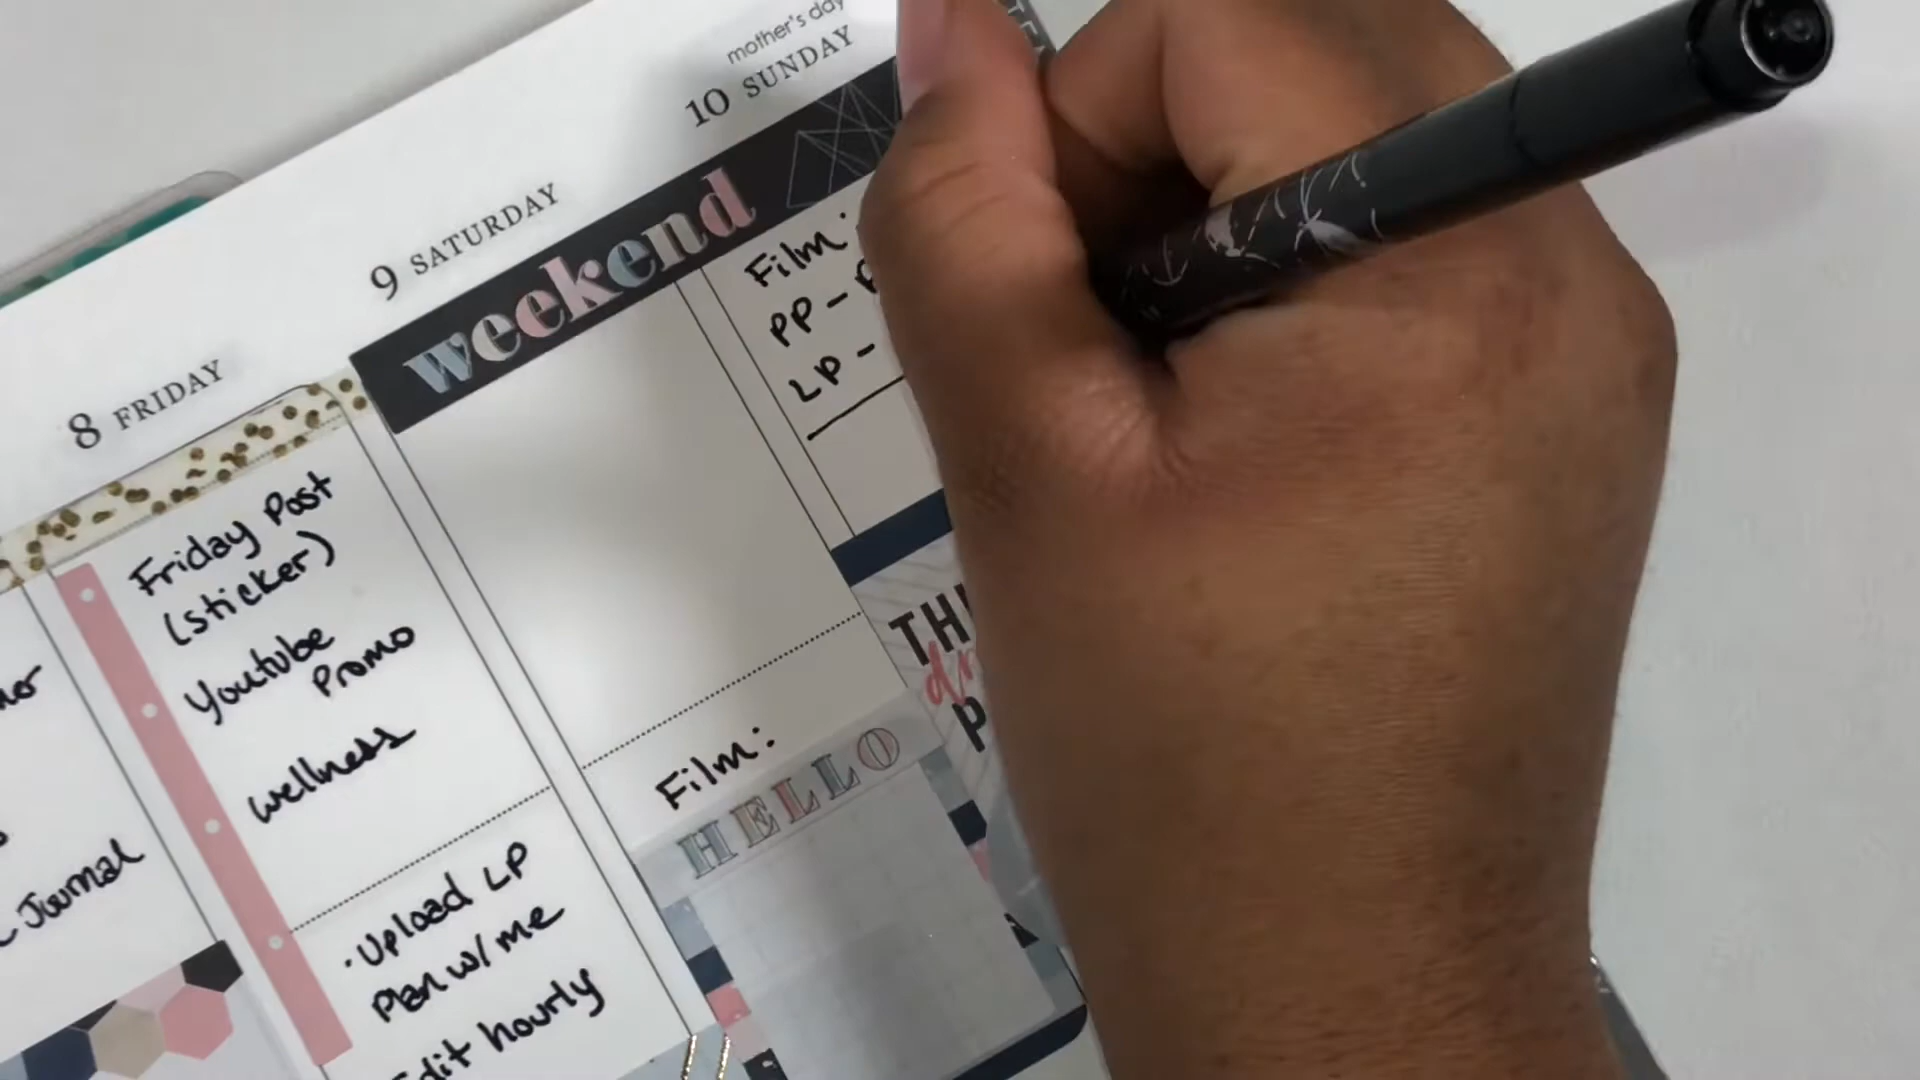 mother's day
10 SUNDAY
9 SATURDAY
8 FRIDAY
weekend
Film:
PP -
LP -
Friday Post
(sticker)
Youtube
Promo
wellness
Journal
• Upload LP
Plan w/ me
Edit hourly
Film:
HELLO